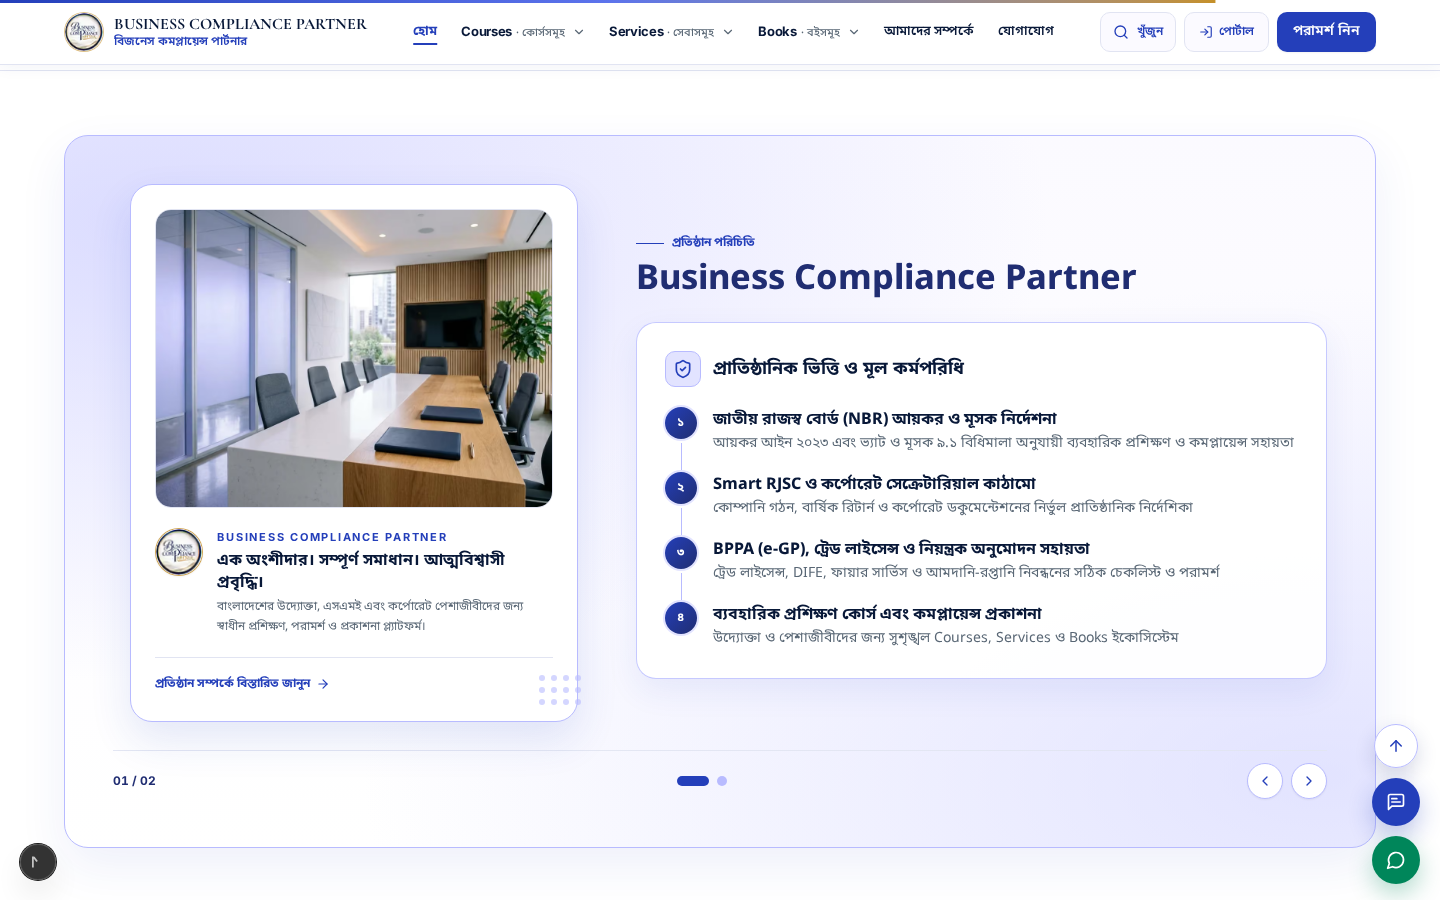 BUSINESS COMPLIANCE PARTNER
বিজনেস কমপ্লায়েন্স পার্টনার
হোম
Courses · কোর্সসমূহ
Services · সেবাসমূহ
Books · বইসমূহ
আমাদের সম্পর্কে
যোগাযোগ
খুঁজুন
পোর্টাল
পরামর্শ নিন
BUSINESS COMPLIANCE PARTNER
এক অংশীদার। সম্পূর্ণ সমাধান। আত্মবিশ্বাসী
প্রবৃদ্ধি।
বাংলাদেশের উদ্যোক্তা, এসএমই এবং কর্পোরেট পেশাজীবীদের জন্য
স্বাধীন প্রশিক্ষণ, পরামর্শ ও প্রকাশনা প্ল্যাটফর্ম।
প্রতিষ্ঠান সম্পর্কে বিস্তারিত জানুন
প্রতিষ্ঠান পরিচিতি
Business Compliance Partner
প্রাতিষ্ঠানিক ভিত্তি ও মূল কর্মপরিধি
১
জাতীয় রাজস্ব বোর্ড (NBR) আয়কর ও মূসক নির্দেশনা
আয়কর আইন ২০২৩ এবং ভ্যাট ও মূসক ৯.১ বিধিমালা অনুযায়ী ব্যবহারিক প্রশিক্ষণ ও কমপ্লায়েন্স সহায়তা
২
Smart RJSC ও কর্পোরেট সেক্রেটারিয়াল কাঠামো
কোম্পানি গঠন, বার্ষিক রিটার্ন ও কর্পোরেট ডকুমেন্টেশনের নির্ভুল প্রাতিষ্ঠানিক নির্দেশিকা
৩
BPPA (e-GP), ট্রেড লাইসেন্স ও নিয়ন্ত্রক অনুমোদন সহায়তা
ট্রেড লাইসেন্স, DIFE, ফায়ার সার্ভিস ও আমদানি-রপ্তানি নিবন্ধনের সঠিক চেকলিস্ট ও পরামর্শ
৪
ব্যবহারিক প্রশিক্ষণ কোর্স এবং কমপ্লায়েন্স প্রকাশনা
উদ্যোক্তা ও পেশাজীবীদের জন্য সুশৃঙ্খল Courses, Services ও Books ইকোসিস্টেম
01 / 02